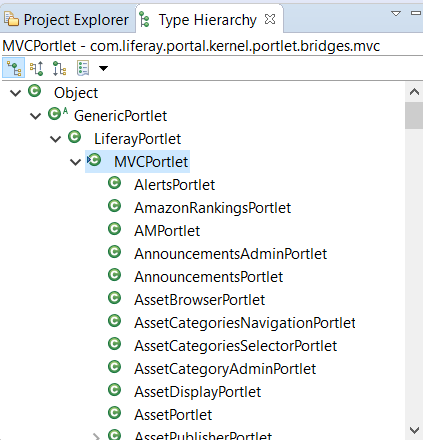 Project Explorer Type Hierarchy
MVCPortlet - com.liferay.portal.kernel.portlet.bridges.mvc
Object
GenericPortlet
LiferayPortlet
MVCPortlet
AlertsPortlet
AmazonRankingsPortlet
AMPortlet
AnnouncementsAdminPortlet
AnnouncementsPortlet
AssetBrowserPortlet
AssetCategoriesNavigationPortlet
AssetCategoriesSelectorPortlet
AssetCategoryAdminPortlet
AssetDisplayPortlet
AssetPortlet
AssetPublisherPortlet